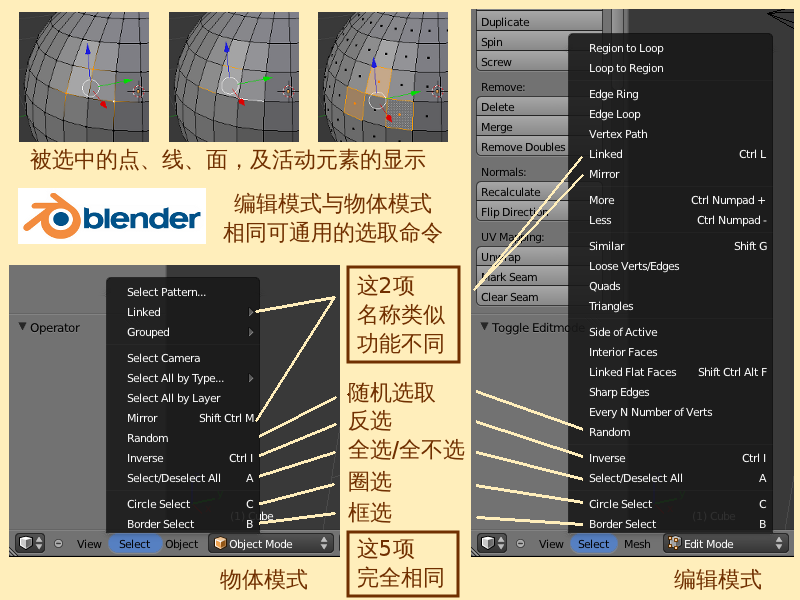 被选中的点、线、面，及活动元素的显示
blender
编辑模式与物体模式
相同可通用的选取命令
Select Pattern...
Linked
Grouped
Operator
Select Camera
Select All by Type...
Select All by Layer
Mirror Shift Ctrl M
Random
Inverse Ctrl I
Select/Deselect All A
Circle Select C
(1) Cube
Border Select B
View Select Object Object Mode
物体模式
这2项
名称类似
功能不同
随机选取
反选
全选/全不选
圈选
框选
这5项
完全相同
Duplicate
Spin
Screw
Remove:
Delete
Merge
Remove Doubles
Normals:
Recalculate
Flip Direction
UV Mapping:
Unwrap
Mark Seam
Clear Seam
Toggle Editmode
Region to Loop
Loop to Region
Edge Ring
Edge Loop
Vertex Path
Linked Ctrl L
Mirror
More Ctrl Numpad +
Less Ctrl Numpad -
Similar Shift G
Loose Verts/Edges
Quads
Triangles
Side of Active
Interior Faces
Linked Flat Faces Shift Ctrl Alt F
Sharp Edges
Every N Number of Verts
Random
Inverse Ctrl I
Select/Deselect All A
Circle Select C
(1) Cube
Border Select B
View Select Mesh Edit Mode
编辑模式